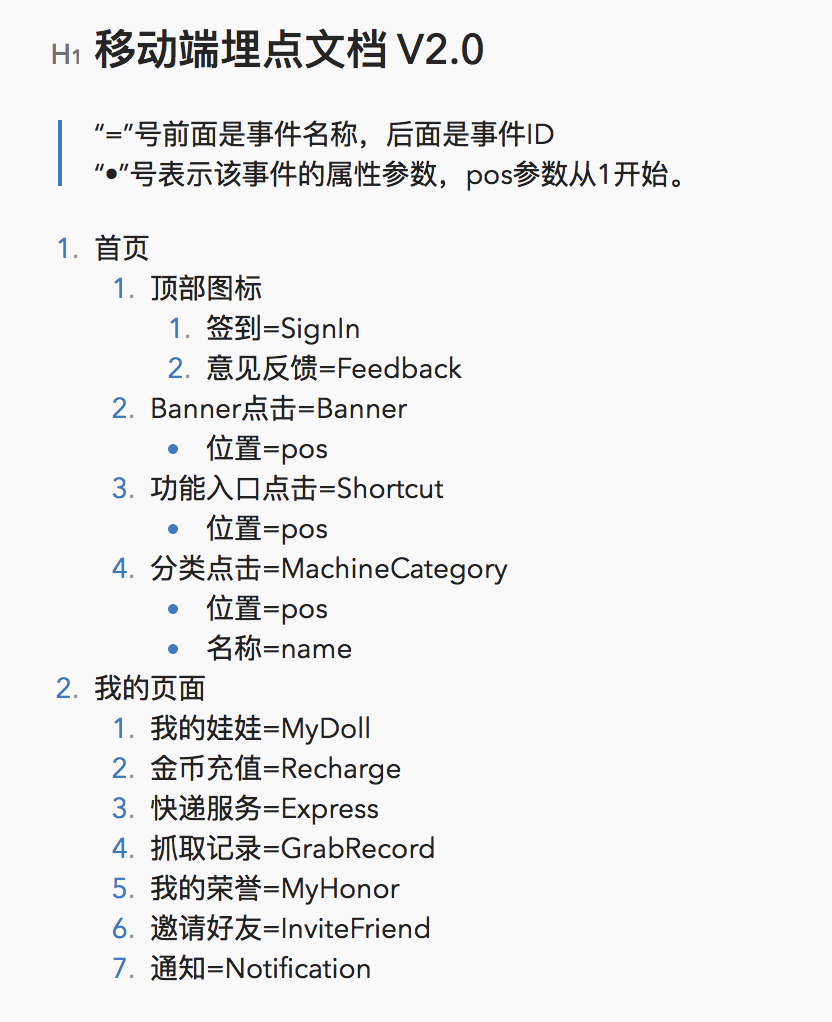 H1 移动端埋点文档 V2.0
“=”号前面是事件名称，后面是事件ID
“•”号表示该事件的属性参数，pos参数从1开始。
1. 首页
1. 顶部图标
1. 签到=SignIn
2. 意见反馈=Feedback
2. Banner点击=Banner
• 位置=pos
3. 功能入口点击=Shortcut
• 位置=pos
4. 分类点击=MachineCategory
• 位置=pos
• 名称=name
2. 我的页面
1. 我的娃娃=MyDoll
2. 金币充值=Recharge
3. 快递服务=Express
4. 抓取记录=GrabRecord
5. 我的荣誉=MyHonor
6. 邀请好友=InviteFriend
7. 通知=Notification